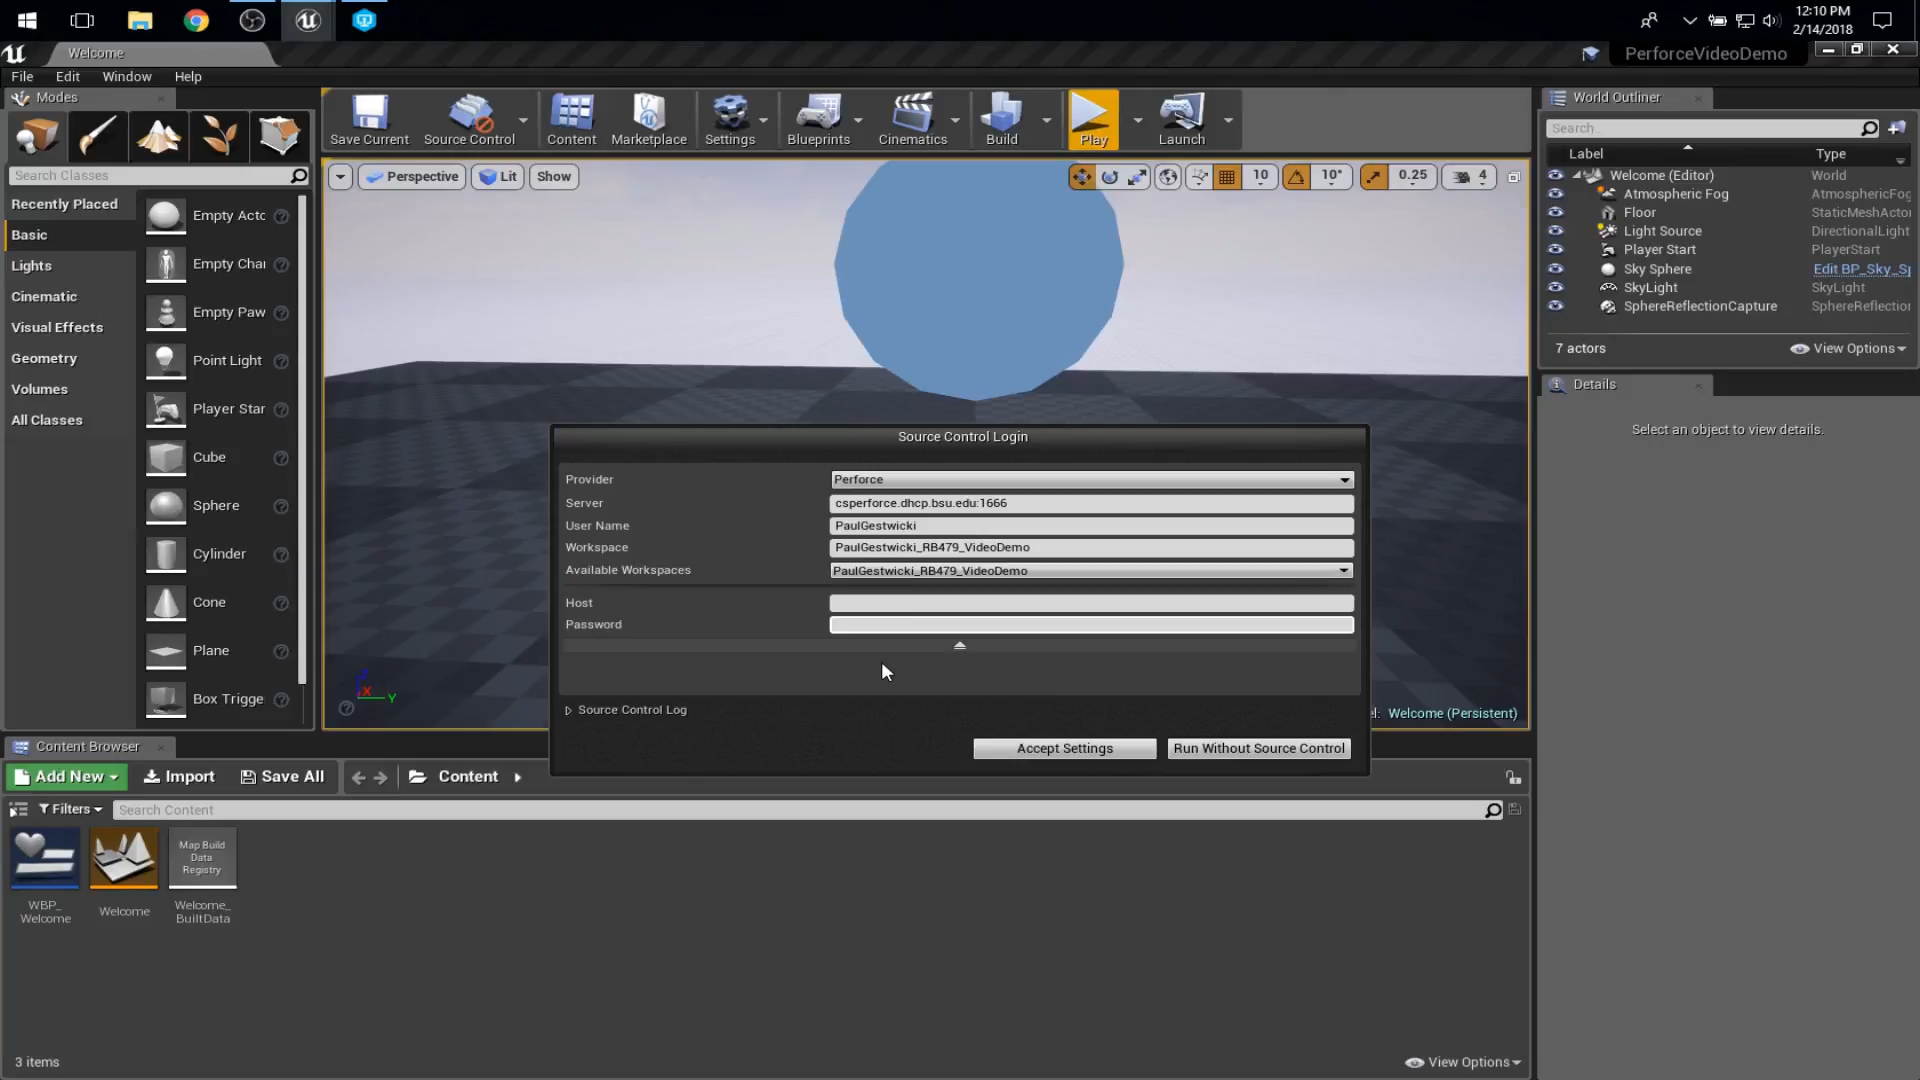 12:10 PM
2/14/2018
Welcome
PerforceVideoDemo
File Edit Window Help
Modes
Search Classes
Recently Placed
Basic
Lights
Cinematic
Visual Effects
Geometry
Volumes
All Classes
Empty Actc
Empty Chai
Empty Paw
Point Light
Player Star
Cube
Sphere
Cylinder
Cone
Plane
Box Trigge
Save Current
Source Control
Content
Marketplace
Settings
Blueprints
Cinematics
Build
Play
Launch
Perspective
Lit
Show
10
10°
0.25
4
X
Y
Source Control Login
Provider Perforce
Server csperforce.dhcp.bsu.edu:1666
User Name PaulGestwicki
Workspace PaulGestwicki_RB479_VideoDemo
Available Workspaces PaulGestwicki_RB479_VideoDemo
Host
Password
Source Control Log
Accept Settings Run Without Source Control
el: Welcome (Persistent)
World Outliner
Search...
Label Type
Welcome (Editor) World
Atmospheric Fog AtmosphericFog
Floor StaticMeshActor
Light Source DirectionalLight
Player Start PlayerStart
Sky Sphere Edit BP_Sky_Sp
SkyLight SkyLight
SphereReflectionCapture SphereReflection
7 actors View Options
Details
Select an object to view details.
Content Browser
Add New Import Save All Content
Filters Search Content
WBP_
Welcome
Welcome
Map Build
Data
Registry
Welcome_
BuiltData
3 items View Options